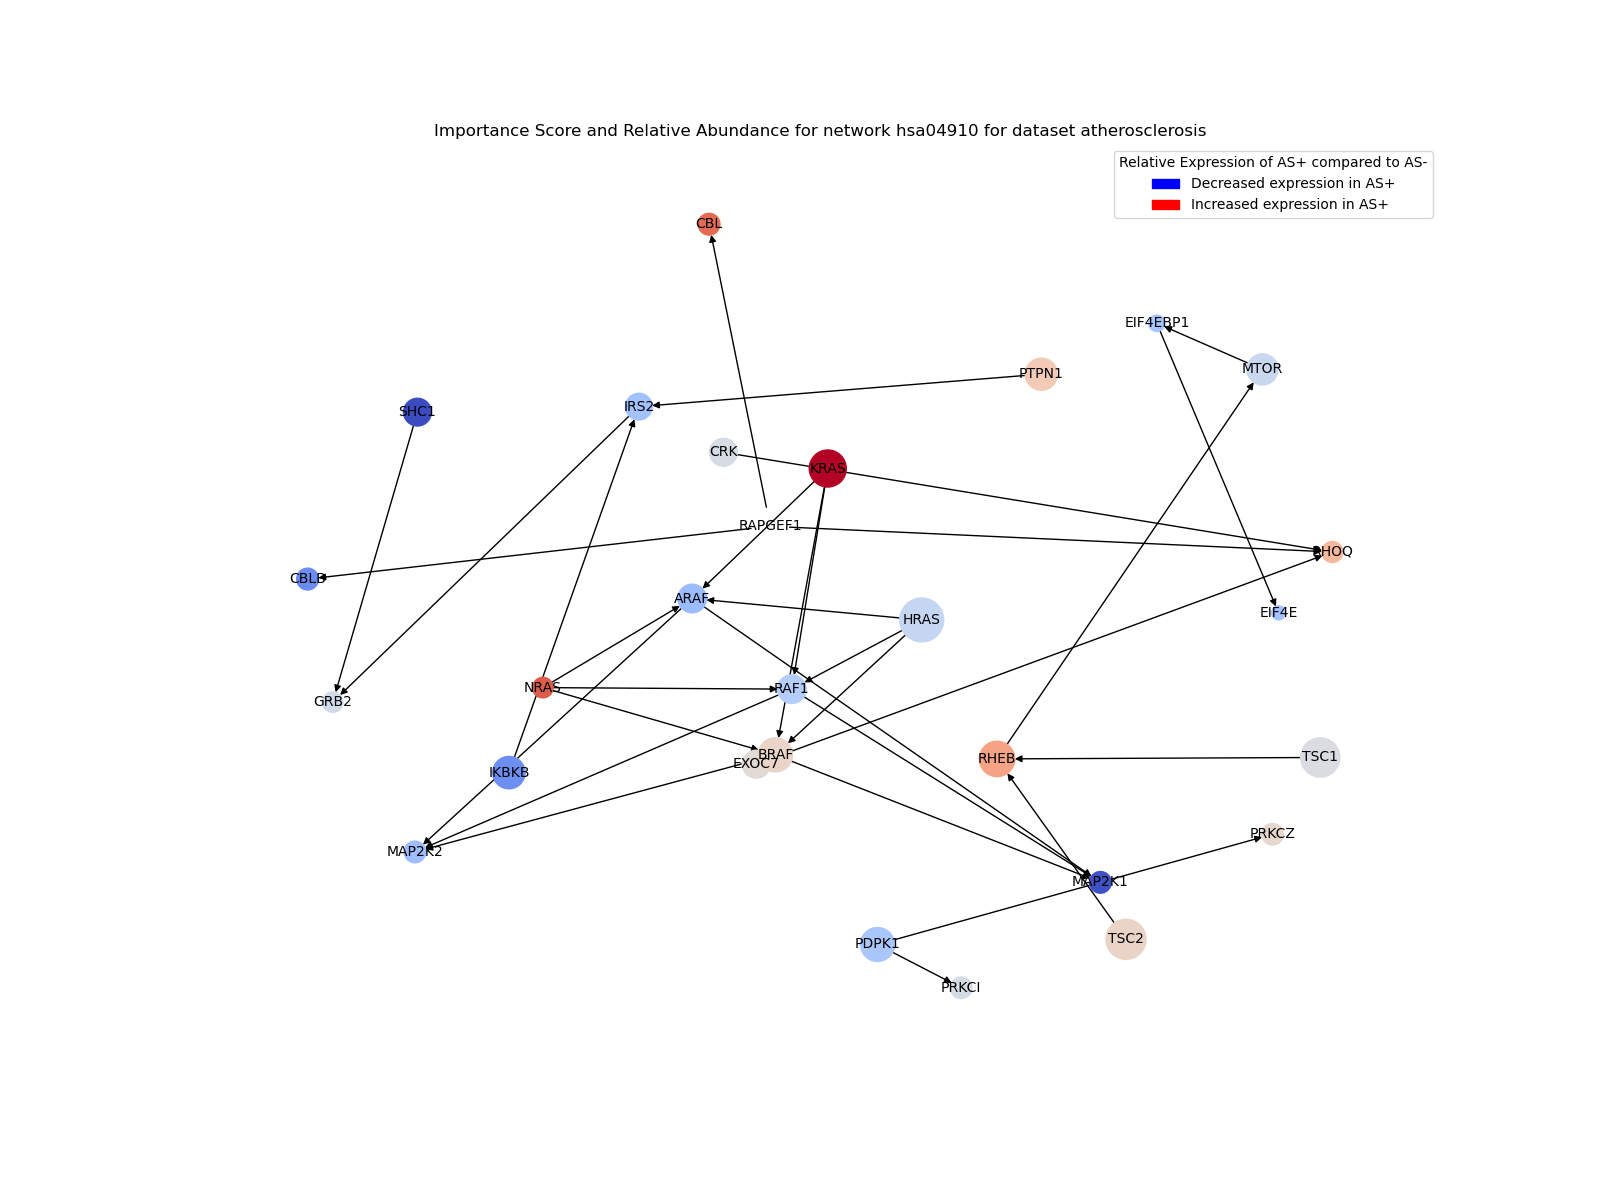 Importance Score and Relative Abundance for network hsa04910 for dataset atherosclerosis
Relative Expression of AS+ compared to AS-
Decreased expression in AS+
Increased expression in AS+
CBL
EIF4EBP1
MTOR
PTPN1
IRS2
SHC1
CRK
KRAS
RAPGEF1
RHOQ
CBLB
ARAF
EIF4E
HRAS
NRAS
RAF1
GRB2
BRAF
EXOC7
RHEB
TSC1
IKBKB
PRKCZ
MAP2K2
MAP2K1
TSC2
PDPK1
PRKCI